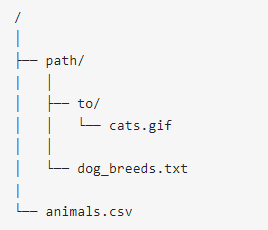 /
│
├── path/
│   │
│   ├── to/
│   │   └── cats.gif
│   │
│   └── dog_breeds.txt
│
└── animals.csv